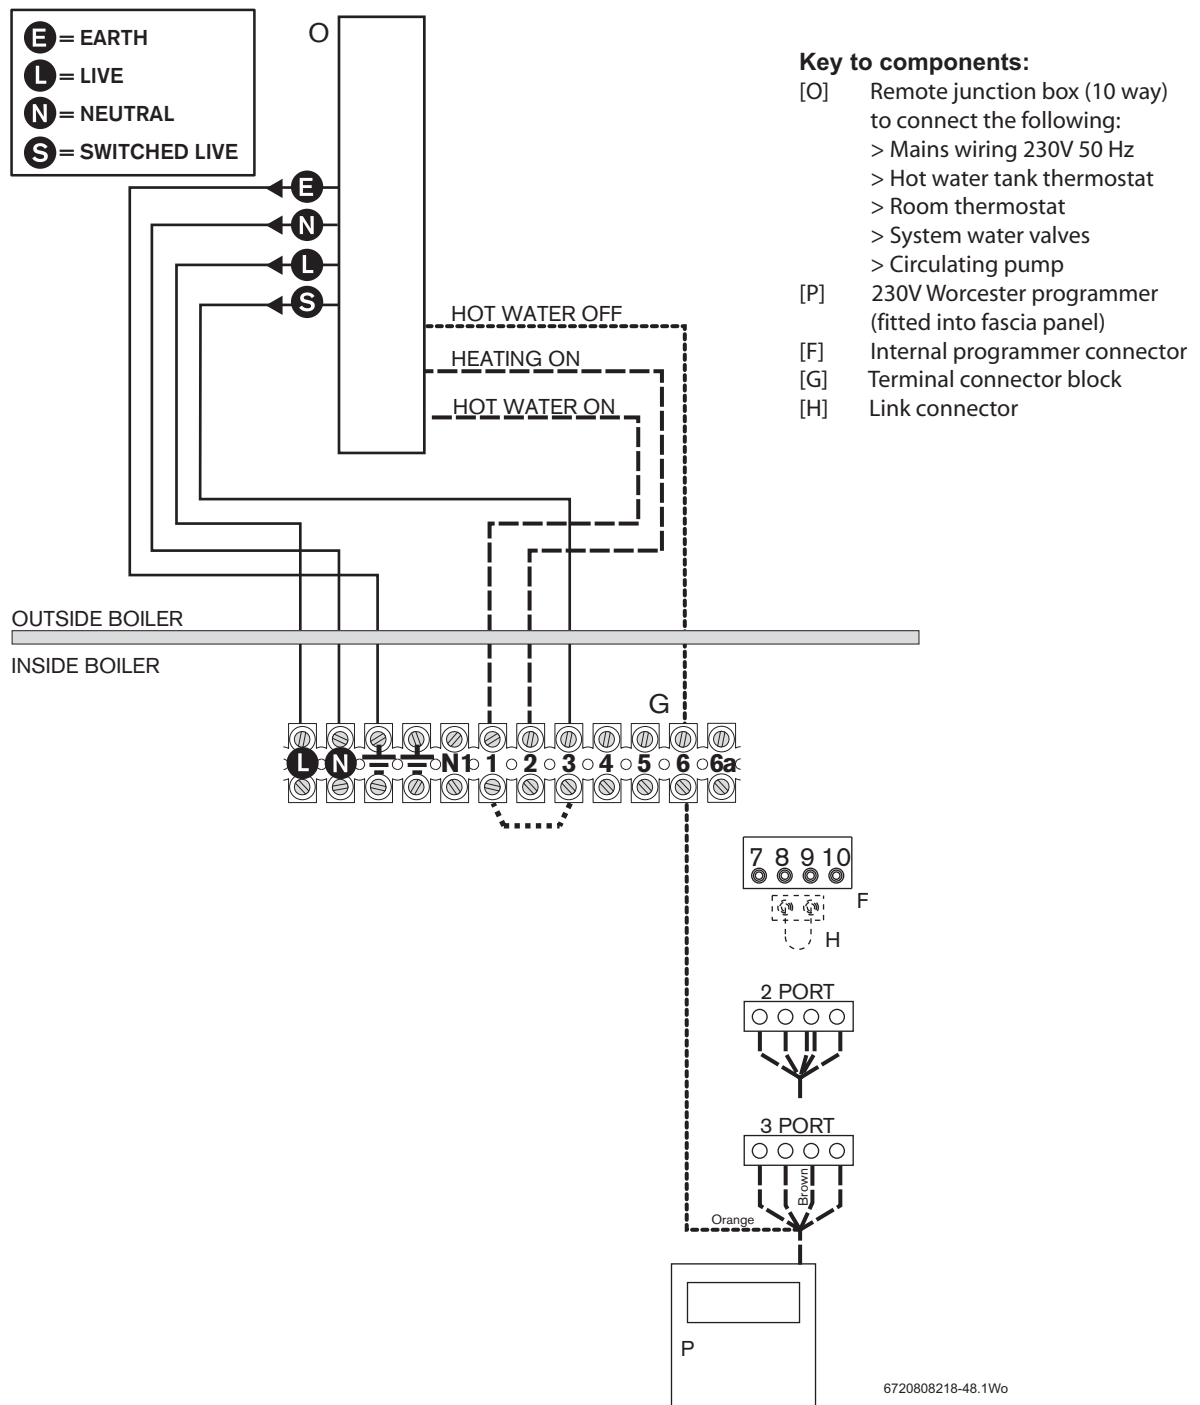 E = EARTH
L = LIVE
N = NEUTRAL
S = SWITCHED LIVE
O
Key to components:
[O] Remote junction box (10 way)
to connect the following:
> Mains wiring 230V 50 Hz
> Hot water tank thermostat
> Room thermostat
> System water valves
> Circulating pump
[P] 230V Worcester programmer
(fitted into fascia panel)
[F] Internal programmer connector
[G] Terminal connector block
[H] Link connector
E
N
L
S
HOT WATER OFF
HEATING ON
HOT WATER ON
OUTSIDE BOILER
INSIDE BOILER
G
L N N1 1 2 3 4 5 6 6a
7 8 9 10
F
H
2 PORT
3 PORT
Brown
Orange
P
6720808218-48.1Wo